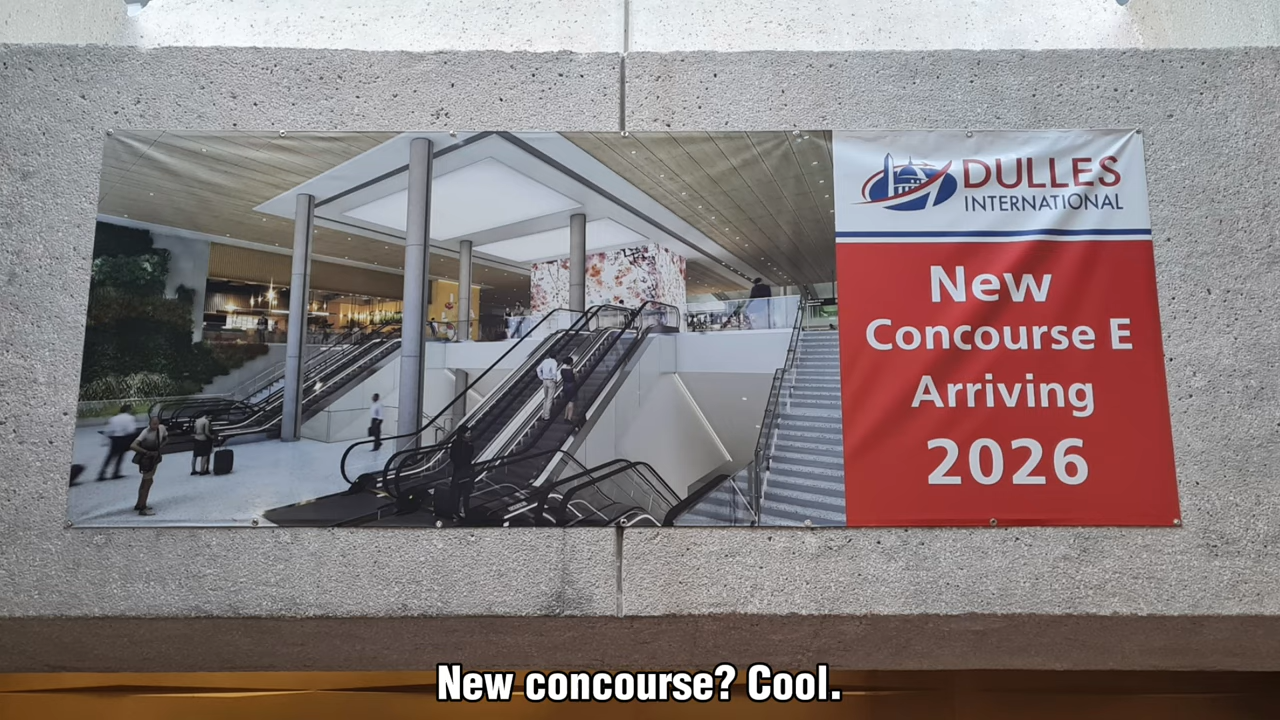 DULLES
INTERNATIONAL
New
Concourse E
Arriving
2026
New concourse? Cool.